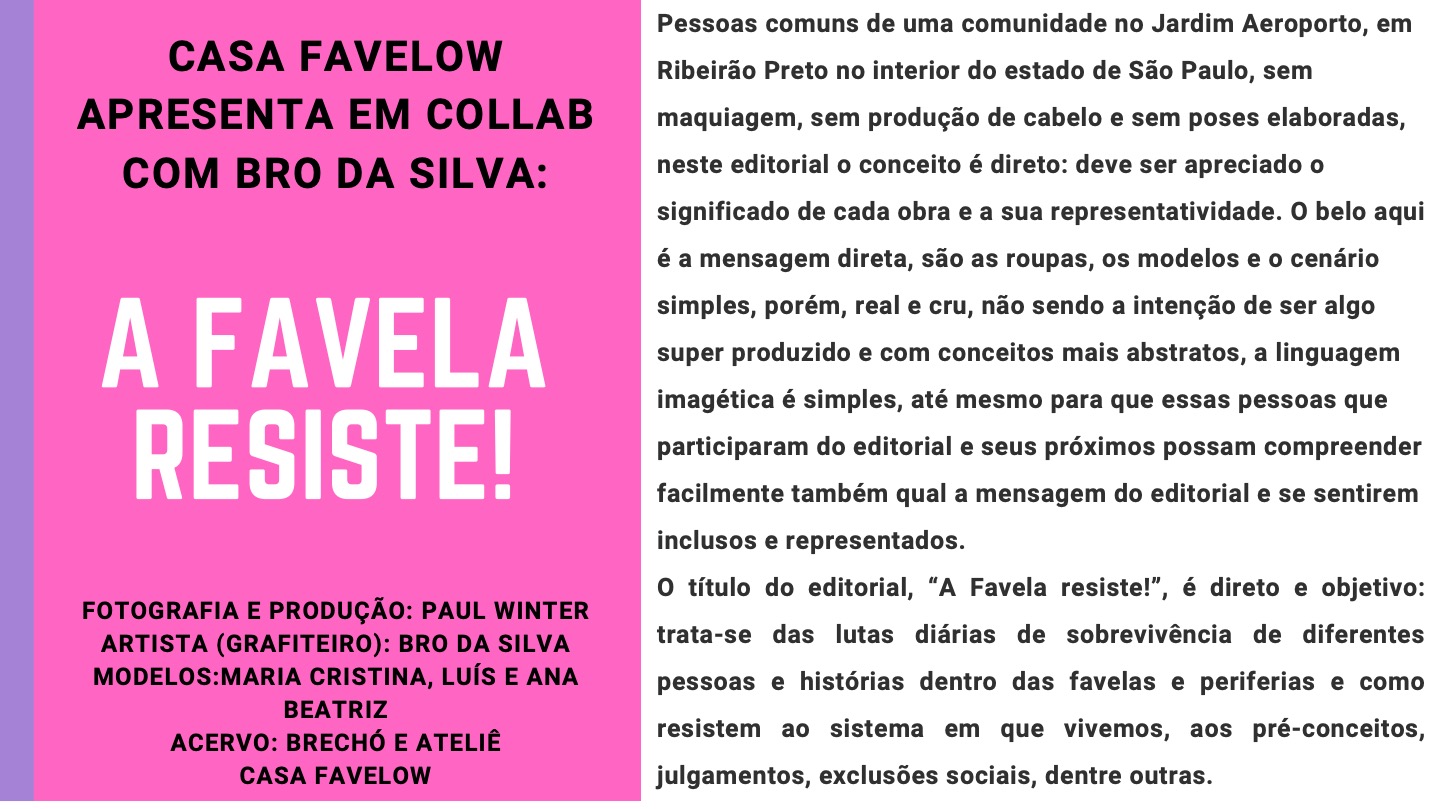 CASA FAVELOW
APRESENTA EM COLLAB
COM BRO DA SILVA:
A FAVELA
RESISTE!
FOTOGRAFIA E PRODUÇÃO: PAUL WINTER
ARTISTA (GRAFITEIRO): BRO DA SILVA
MODELOS:MARIA CRISTINA, LUÍS E ANA
BEATRIZ
ACERVO: BRECHÓ E ATELIÊ
CASA FAVELOW
Pessoas comuns de uma comunidade no Jardim Aeroporto, em
Ribeirão Preto no interior do estado de São Paulo, sem
maquiagem, sem produção de cabelo e sem poses elaboradas,
neste editorial o conceito é direto: deve ser apreciado o
significado de cada obra e a sua representatividade. O belo aqui
é a mensagem direta, são as roupas, os modelos e o cenário
simples, porém, real e cru, não sendo a intenção de ser algo
super produzido e com conceitos mais abstratos, a linguagem
imagética é simples, até mesmo para que essas pessoas que
participaram do editorial e seus próximos possam compreender
facilmente também qual a mensagem do editorial e se sentirem
inclusos e representados.
O título do editorial, “A Favela resiste!”, é direto e objetivo:
trata-se das lutas diárias de sobrevivência de diferentes
pessoas e histórias dentro das favelas e periferias e como
resistem ao sistema em que vivemos, aos pré-conceitos,
julgamentos, exclusões sociais, dentre outras.